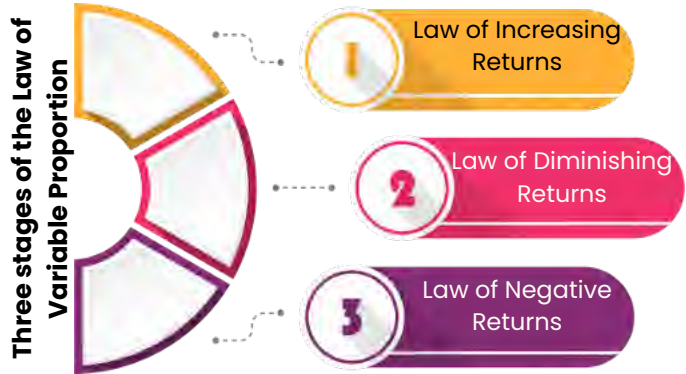 Three stages of the Law of
Variable Proportion
1
Law of Increasing
Returns
2
Law of Diminishing
Returns
3
Law of Negative
Returns